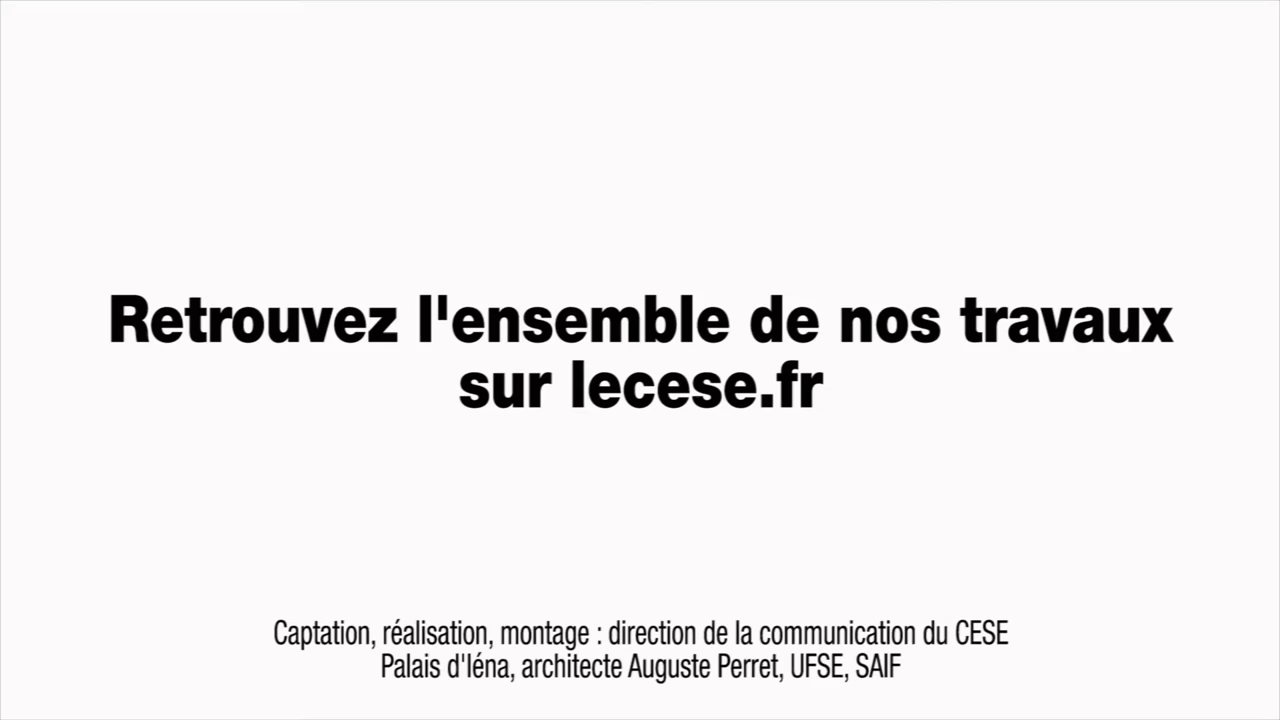 Retrouvez l'ensemble de nos travaux
sur lecese.fr
Captation, réalisation, montage : direction de la communication du CESE
Palais d'Iéna, architecte Auguste Perret, UFSE, SAIF